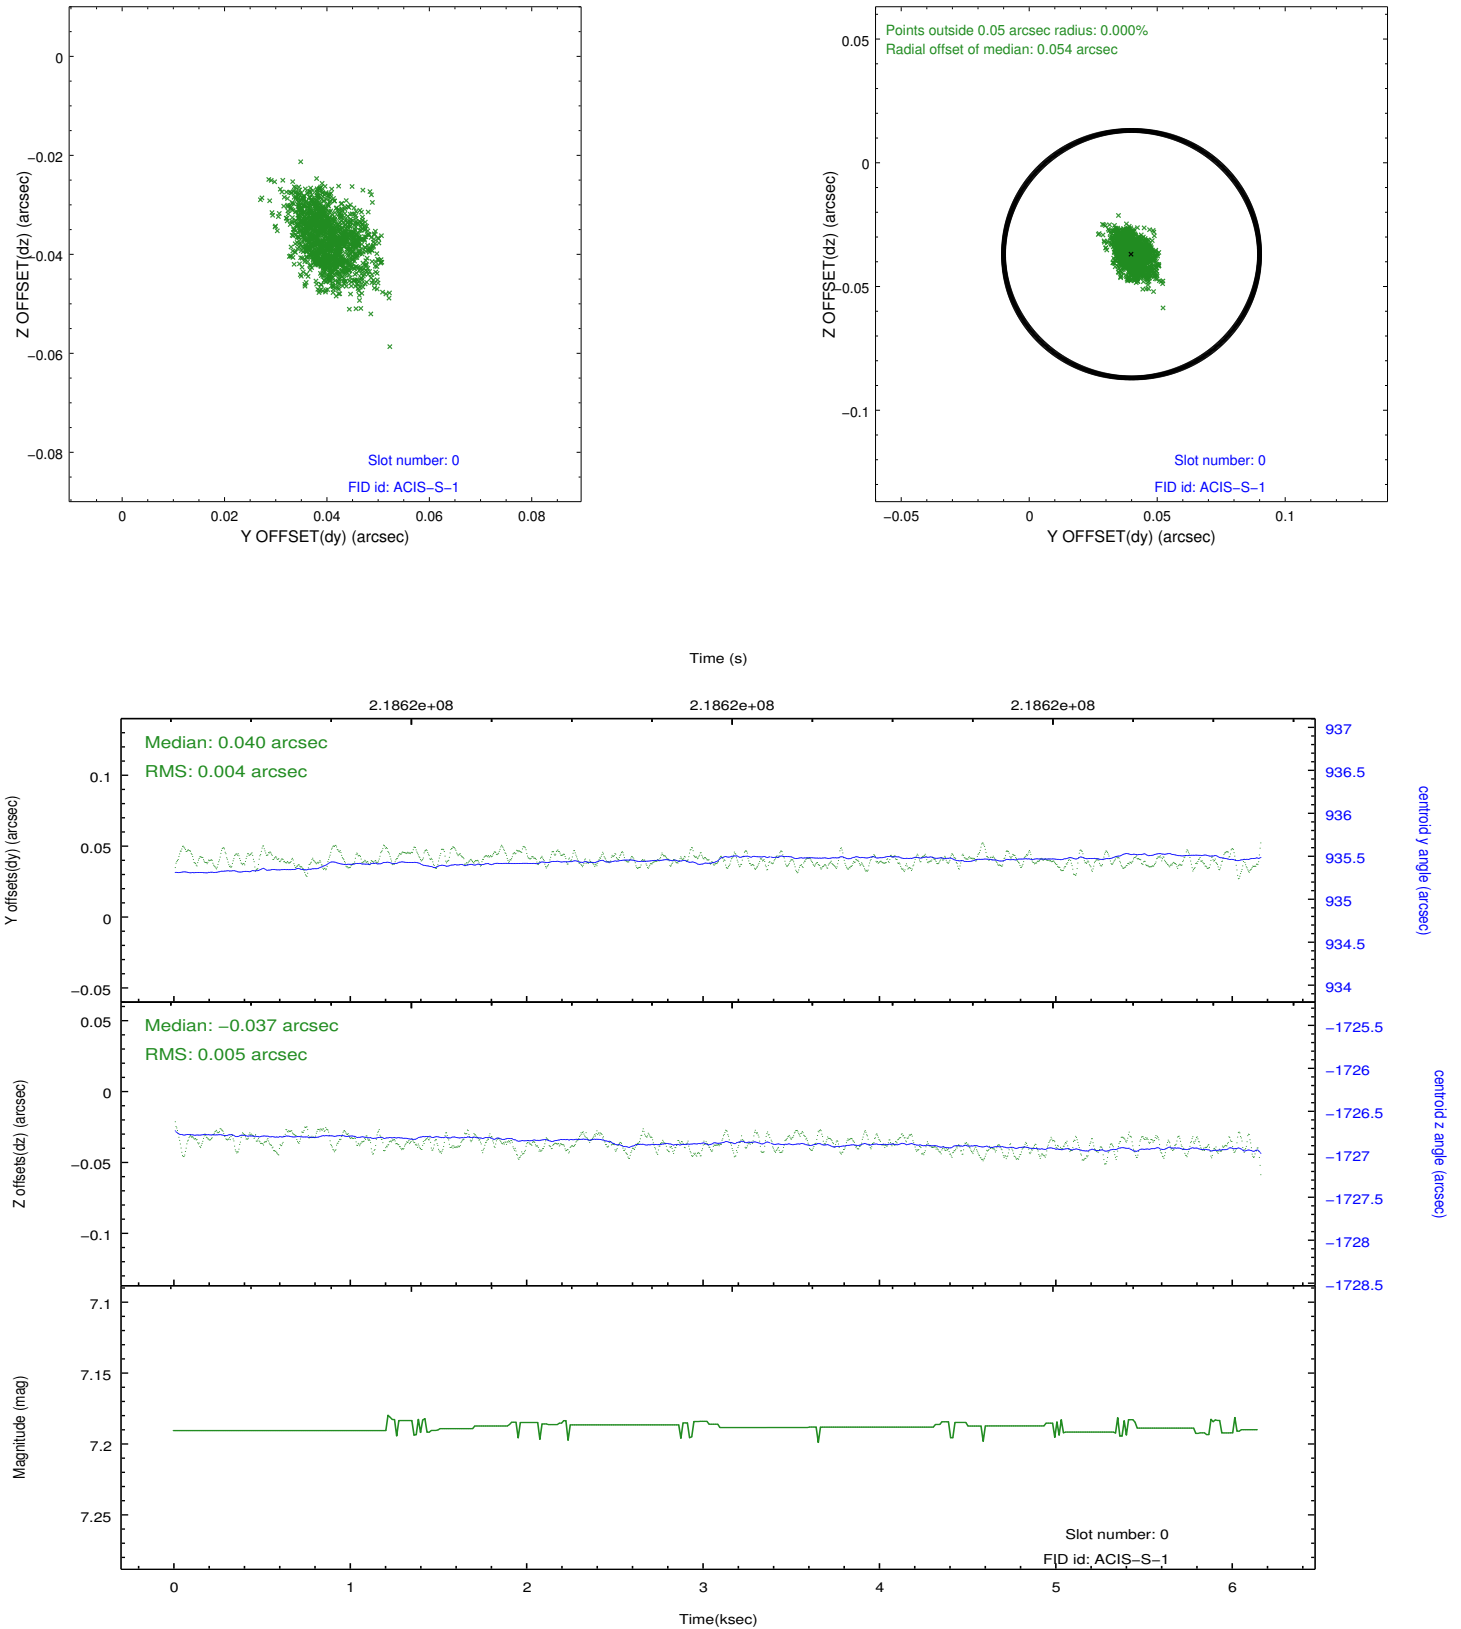 0
−0.02
−0.04
−0.06
−0.08
Z OFFSET(dz) (arcsec)
Slot number: 0
FID id: ACIS−S−1
0
0.02
0.04
0.06
0.08
Y OFFSET(dy) (arcsec)
Points outside 0.05 arcsec radius: 0.000%
Radial offset of median: 0.054 arcsec
0.05
0
−0.05
−0.1
Z OFFSET(dz) (arcsec)
Slot number: 0
FID id: ACIS−S−1
−0.05
0
0.05
0.1
Y OFFSET(dy) (arcsec)
Time (s)
2.1862e+08
2.1862e+08
2.1862e+08
Median: 0.040 arcsec
RMS: 0.004 arcsec
0.1
0.05
0
−0.05
Y offsets(dy) (arcsec)
937
936.5
936
935.5
935
934.5
934
centroid y angle (arcsec)
Median: −0.037 arcsec
RMS: 0.005 arcsec
0.05
0
−0.05
−0.1
Z offsets(dz) (arcsec)
−1725.5
−1726
−1726.5
−1727
−1727.5
−1728
−1728.5
centroid z angle (arcsec)
7.1
7.15
7.2
7.25
Magnitude (mag)
Slot number: 0
FID id: ACIS−S−1
0
1
2
3
4
5
6
Time(ksec)